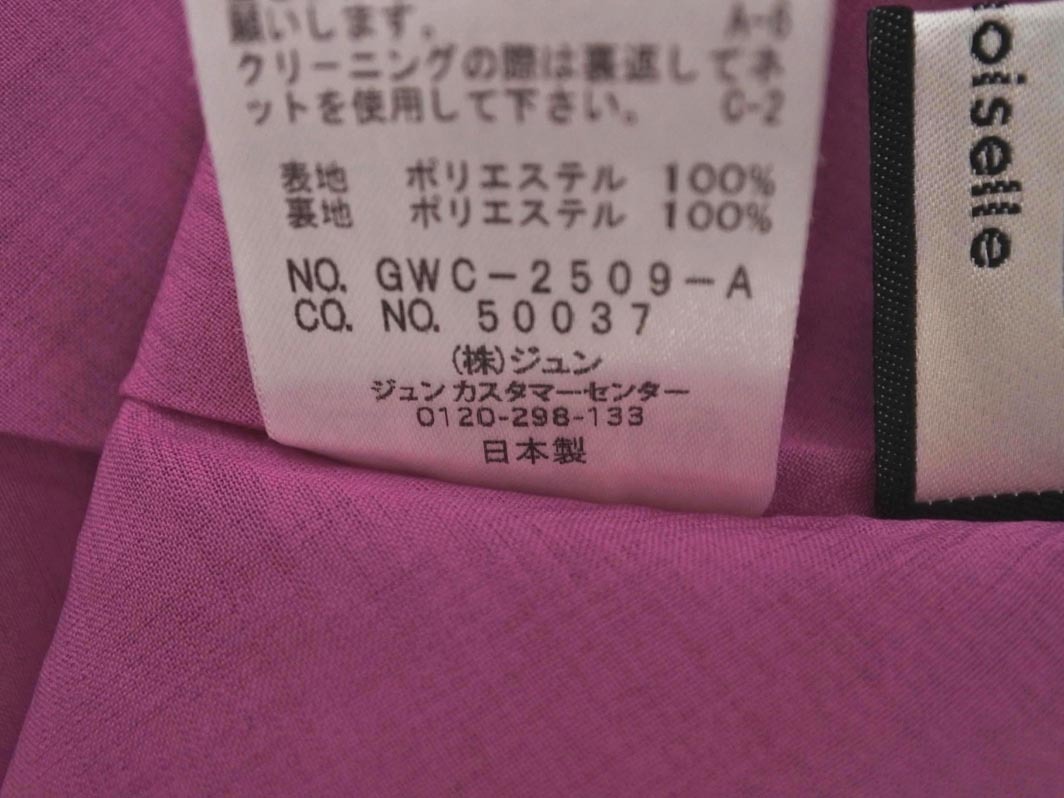 願いします。 A-6
クリーニングの際は裏返してネ
ットを使用して下さい。 C-2
表地 ポリエステル 100%
裏地 ポリエステル 100%
NO. GWC-2509-A
CO. NO. 50037
(株)ジュン
ジュン カスタマーセンター
0120-298-133
日本製
oiselle